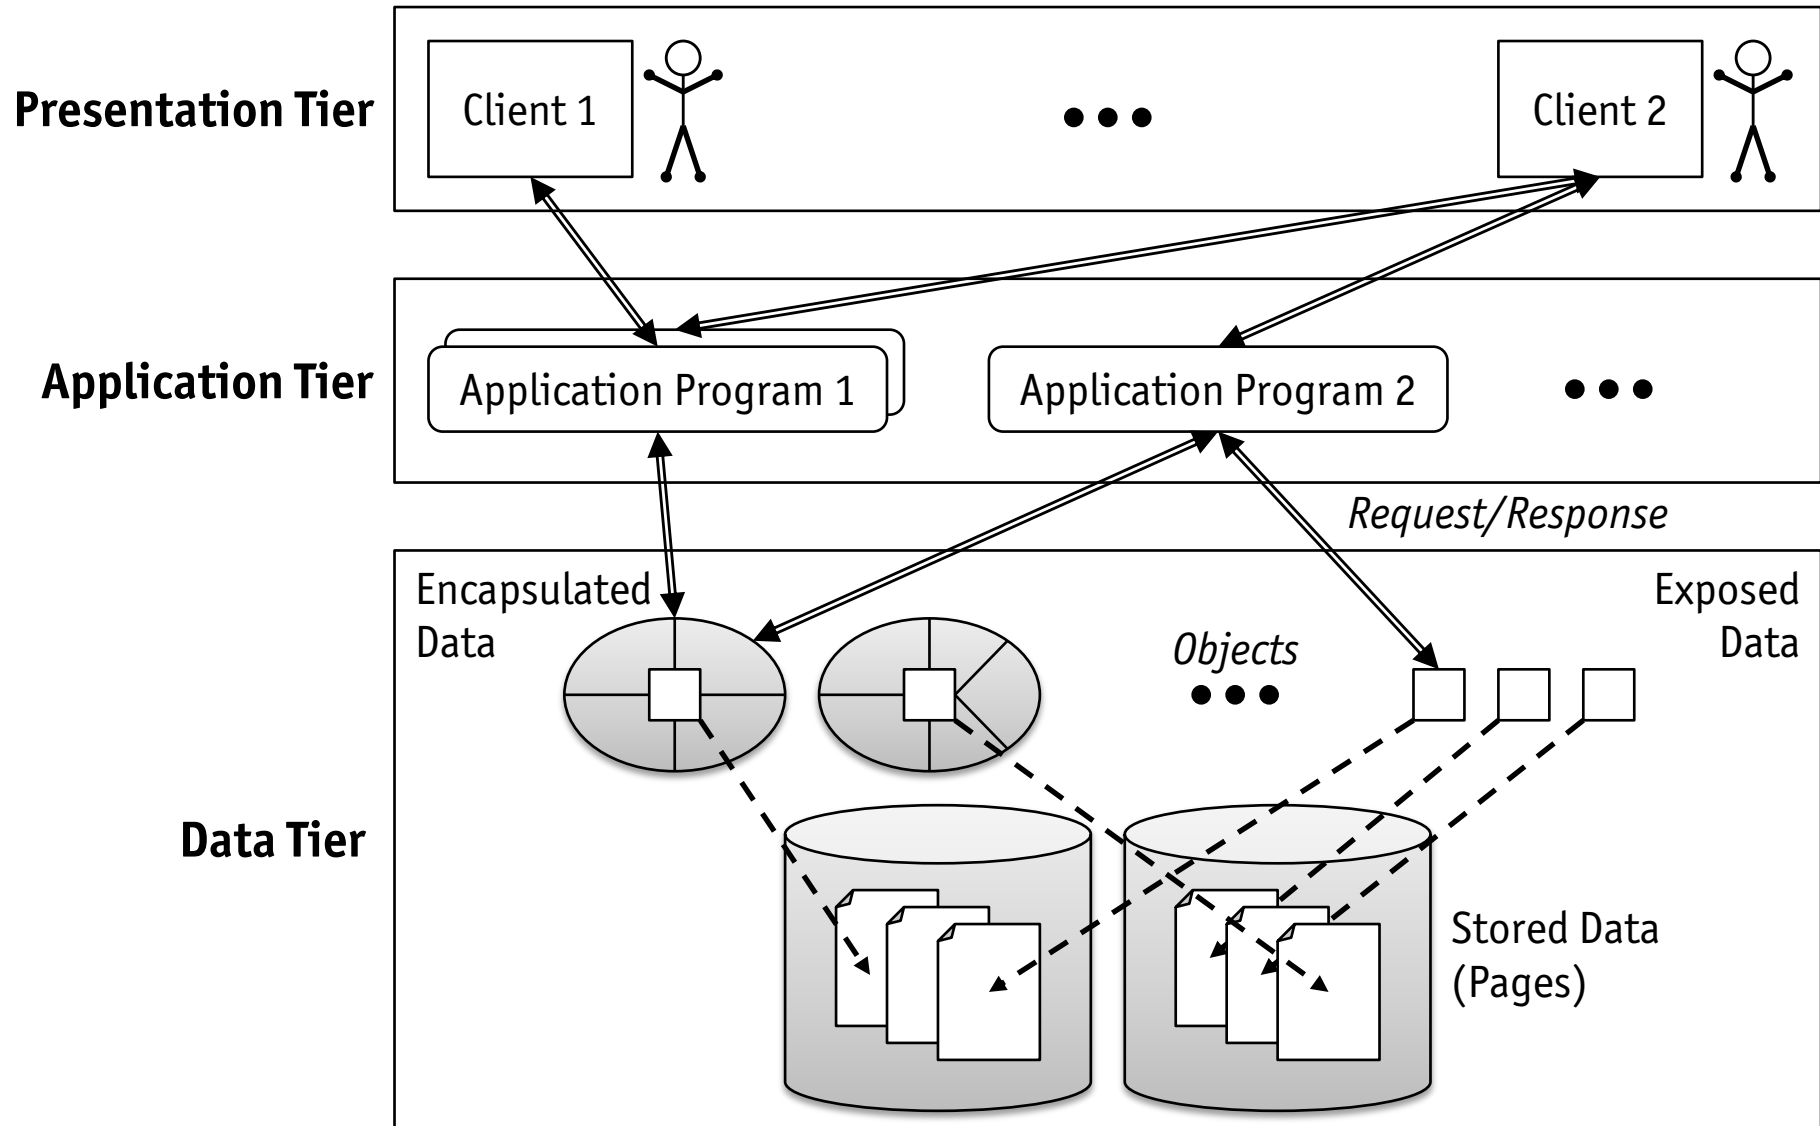 Presentation Tier
Client 1
Client 2
Application Tier
Application Program 1
Application Program 2
Request/Response
Data Tier
Encapsulated
Data
Objects
Exposed
Data
Stored Data
(Pages)